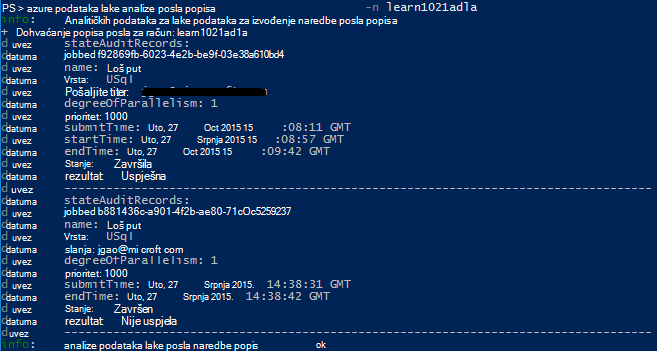 PS > azure podataka lake analize posla popisa -n learn1021adla
info: Analitičkih podataka za lake podataka za izvođenje naredbe posla popisa
+ Dohvaćanje popisa posla za račun: learn1021ad1a
d uvez stateAuditRecords:
datuma jobbed f92869fb-6023-4e2b-be9f-03e38a610bd4
d uvez name: Loš put
datuma Vrsta: USql
d uvez Pošaljite titer:
datuma degreeOfParallelism: 1
d uvez prioritet: 1000
datuma submitTime: Uto, 27 Oct 2015 15 :08:11 GMT
d uvez startTime: Uto, 27 Srpnja 2015 15 :08:57 GMT
datuma endTime: Uto, 27 Oct 2015 15 :09:42 GMT
d uvez Stanje: Završila
datuma rezultat: Uspješna
d uvez ------------------------------------------------------------------------
datuma stateAuditRecords:
d uvez jobbed b881436c-a901-4f2b-ae80-71cOc5259237
datuma name: Loš put
d uvez Vrsta: USql
datuma slanja: jgao@mi croft com
d uvez degreeOfParallelism: 1
datuma prioritet: 1000
d uvez submitTime: Uto, 27 Srpnja 2015. 14:38:31 GMT
datuma endTime: Uto, 27 Srpnja 2015. 14:38:42 GMT
d uvez Stanje: Završen
datuma rezultat: Nije uspjela
d uvez ------------------------------------------------------------------------
info: analize podataka lake posla naredbe popis ok